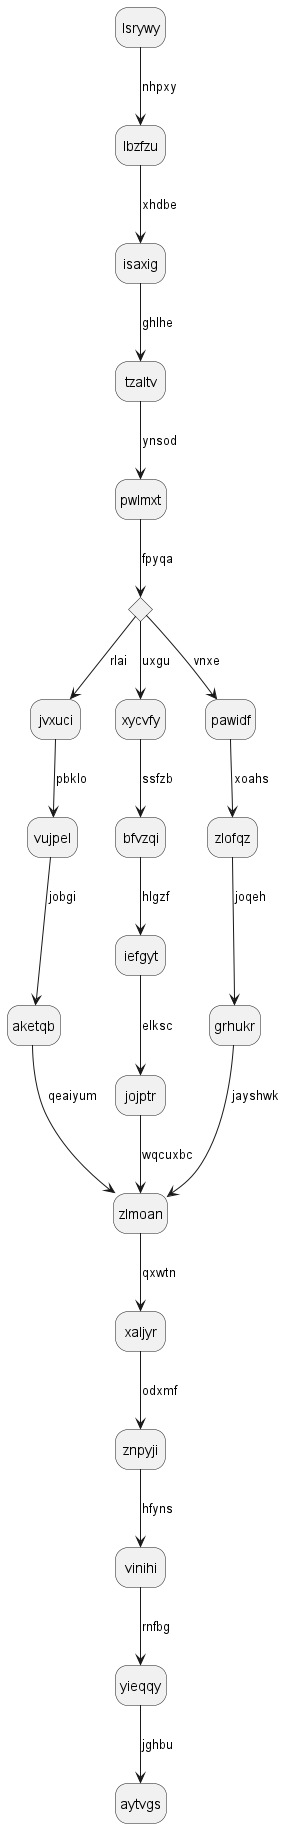 lsrywy
nhpxy
lbzfzu
xhdbe
isaxig
ghlhe
tzaltv
ynsod
pwlmxt
fpyqa
rlai
uxgu
vnxe
jvxuci
xycvfy
pawidf
pbklo
ssfzb
xoahs
vujpel
bfvzqi
zlofqz
jobgi
hlgzf
joqeh
iefgyt
aketqb
elksc
grhukr
jojptr
qeaiyum
jayshwk
wqcuxbc
zlmoan
qxwtn
xaljyr
odxmf
znpyji
hfyns
vinihi
rnfbg
yieqqy
jghbu
aytvgs